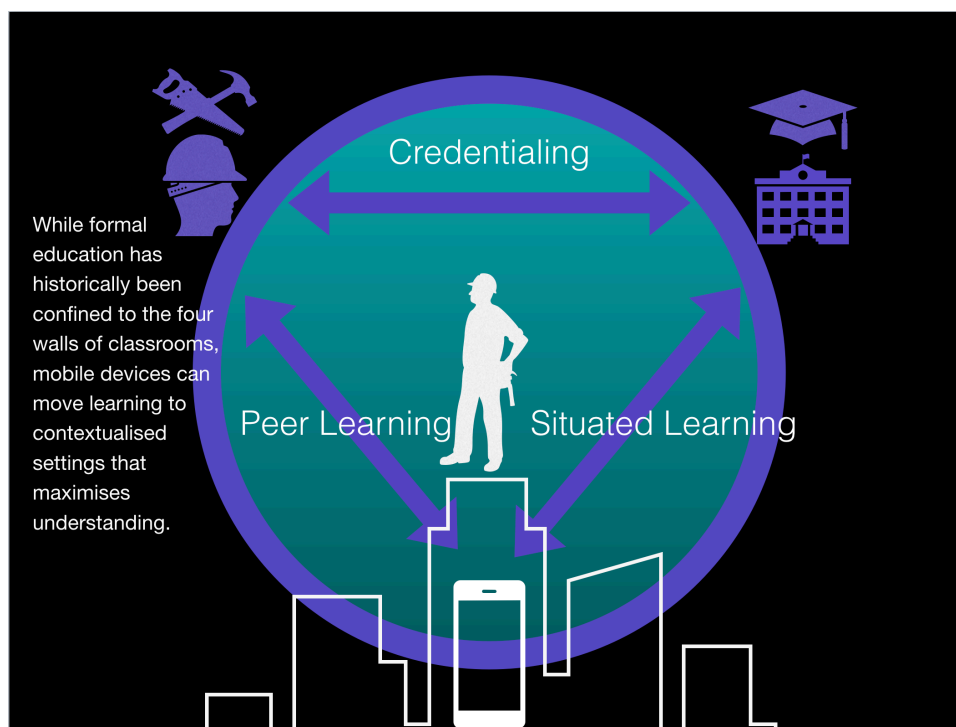 Credentialing
While formal
education has
historically been
confined to the four
walls of classrooms,
mobile devices can
move learning to
contextualised
settings that
maximises
understanding.
Peer Learning
Situated Learning